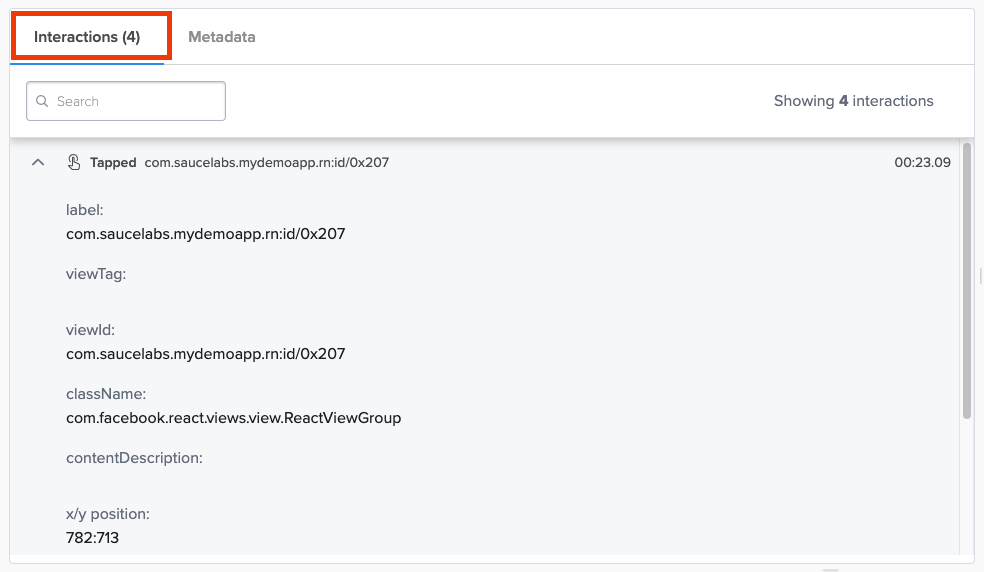 Interactions (4) Metadata
Search Showing 4 interactions
Tapped com.saucelabs.mydemoapp.rn:id/0x207 00:23.09
label:
com.saucelabs.mydemoapp.rn:id/0x207
viewTag:
viewId:
com.saucelabs.mydemoapp.rn:id/0x207
className:
com.facebook.react.views.view.ReactViewGroup
contentDescription:
x/y position:
782:713